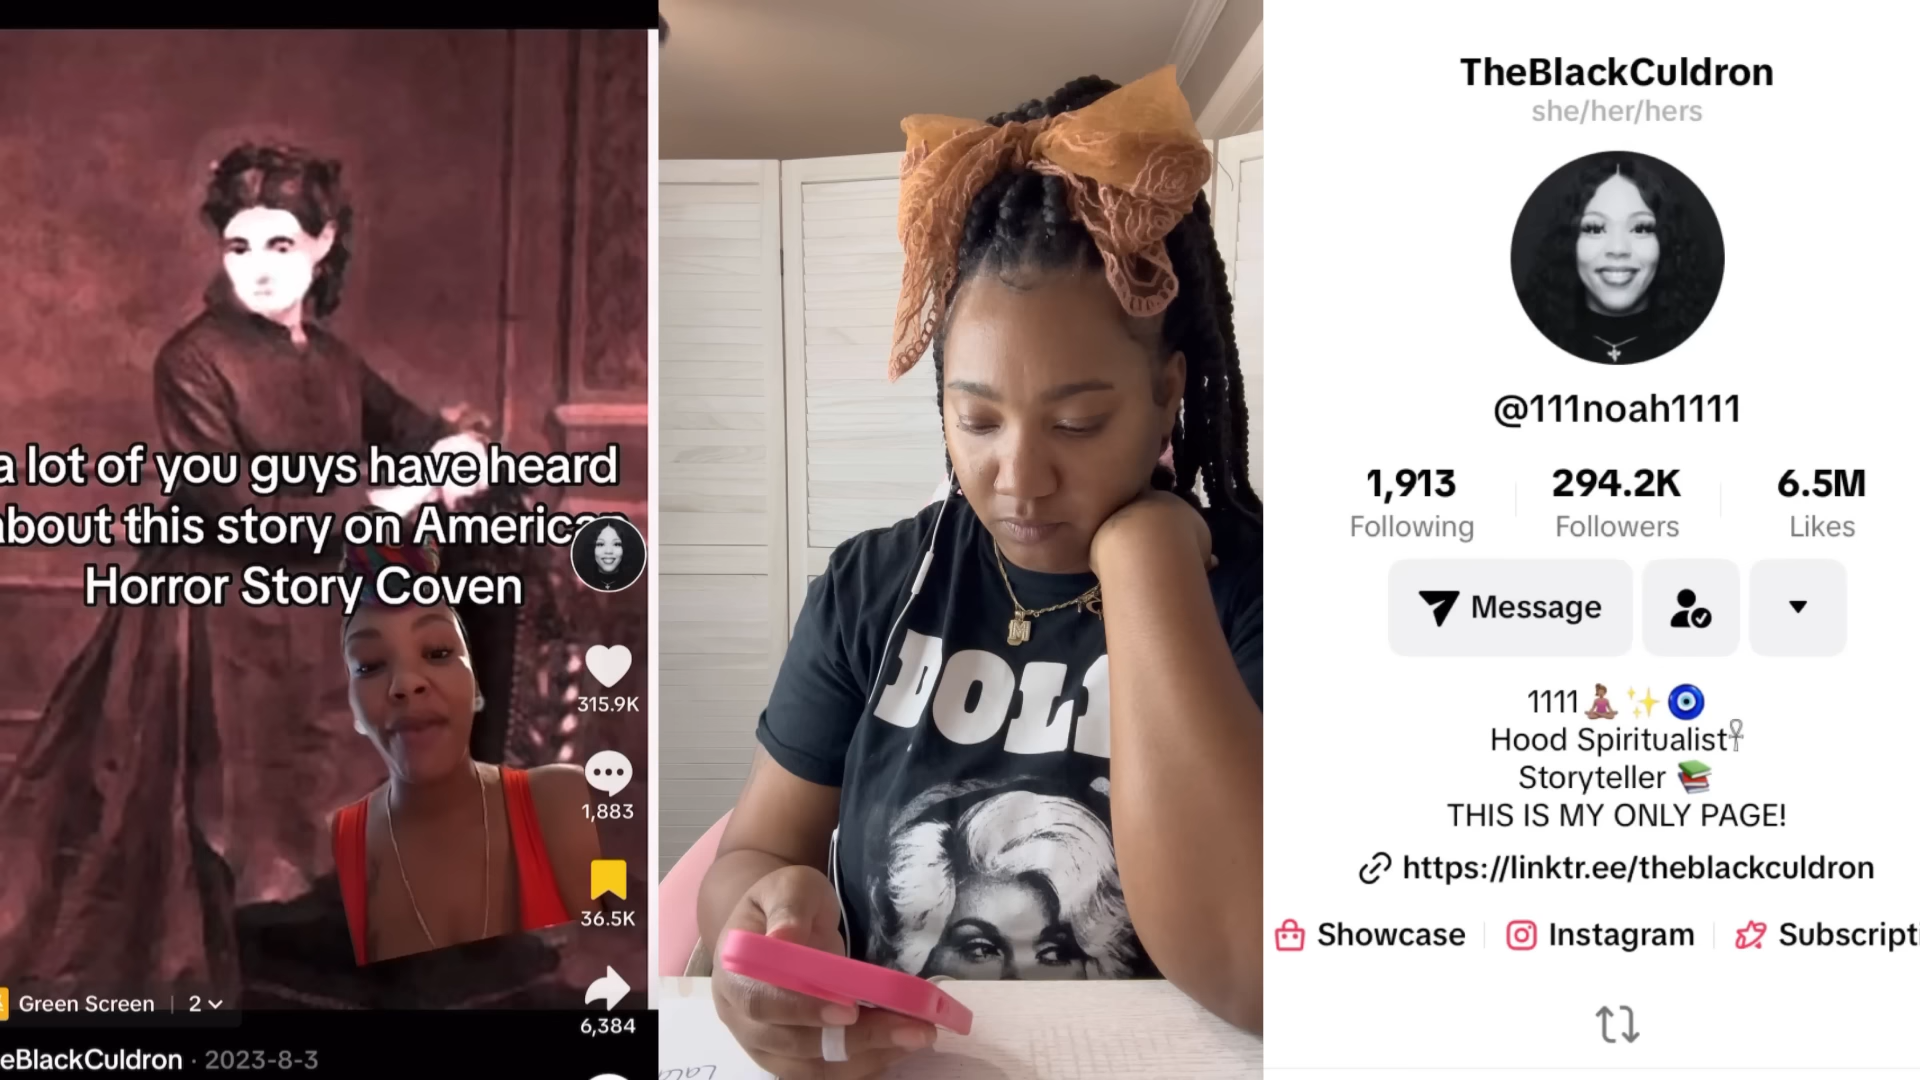 a lot of you guys have heard
about this story on American
Horror Story Coven
315.9K
1,883
36.5K
6,384
Green Screen | 2
eBlackCuldron · 2023-8-3
M
DOLL
TheBlackCuldron
she/her/hers
@111noah1111
1,913 294.2K 6.5M
Following Followers Likes
Message
1111
Hood Spiritualist
Storyteller
THIS IS MY ONLY PAGE!
https://linktr.ee/theblackculdron
Showcase Instagram Subscripti